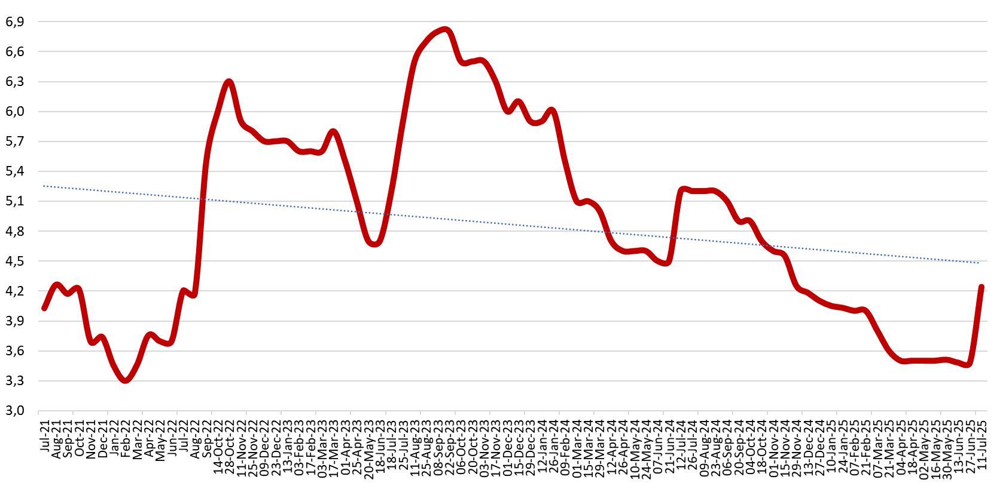 6,9
6,6
6,3
6,0
5,7
5,4
5,1
4,8
4,5
4,2
3,9
3,6
3,3
3,0
Jul-21
Aug-21
Sep-21
Oct-21
Nov-21
Dec-21
Jan-22
Feb-22
Mar-22
Apr-22
May-22
Jun-22
Jul-22
Aug-22
Sep-22
14-Oct-22
28-Oct-22
11-Nov-22
25-Nov-22
09-Dec-22
23-Dec-22
13-Jan-23
03-Feb-23
17-Feb-23
03-Mar-23
17-Mar-23
01-Apr-23
25-Apr-23
20-May-23
18-Jun-23
18-Jul-23
25-Jul-23
11-Aug-23
25-Aug-23
08-Sep-23
22-Sep-23
06-Oct-23
20-Oct-23
03-Nov-23
17-Nov-23
01-Dec-23
15-Dec-23
29-Dec-23
12-Jan-24
26-Jan-24
09-Feb-24
01-Mar-24
15-Mar-24
29-Mar-24
12-Apr-24
26-Apr-24
10-May-24
24-May-24
07-Jun-24
21-Jun-24
12-Jul-24
26-Jul-24
09-Aug-24
23-Aug-24
06-Sep-24
20-Sep-24
04-Oct-24
18-Oct-24
01-Nov-24
15-Nov-24
29-Nov-24
13-Dec-24
27-Dec-24
10-Jan-25
24-Jan-25
07-Feb-25
21-Feb-25
07-Mar-25
21-Mar-25
04-Apr-25
18-Apr-25
02-May-25
16-May-25
30-May-25
13-Jun-25
27-Jun-25
11-Jul-25